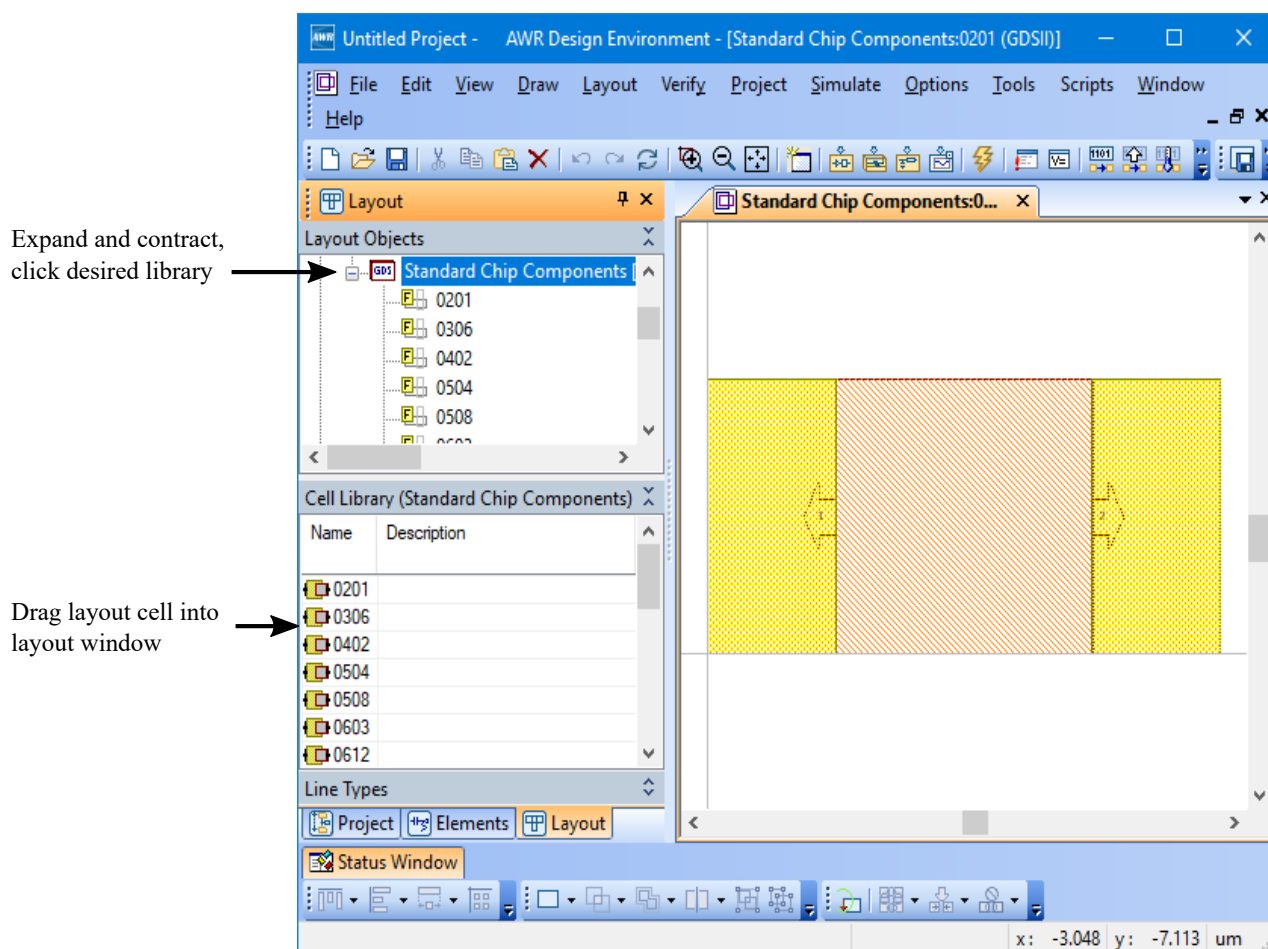 AWR Untitled Project - AWR Design Environment - [Standard Chip Components:0201 (GDSII)]
File Edit View Draw Layout Verify Project Simulate Options Tools Scripts Window
Help
Layout
Standard Chip Components:0...
Layout Objects
Expand and contract,
click desired library
GDS Standard Chip Components [
F 0201
F 0306
F 0402
F 0504
F 0508
Cell Library (Standard Chip Components)
Name Description
0201
0306
0402
0504
0508
0603
0612
Drag layout cell into
layout window
1
2
Line Types
Project Elements Layout
Status Window
x: -3.048 y: -7.113 um